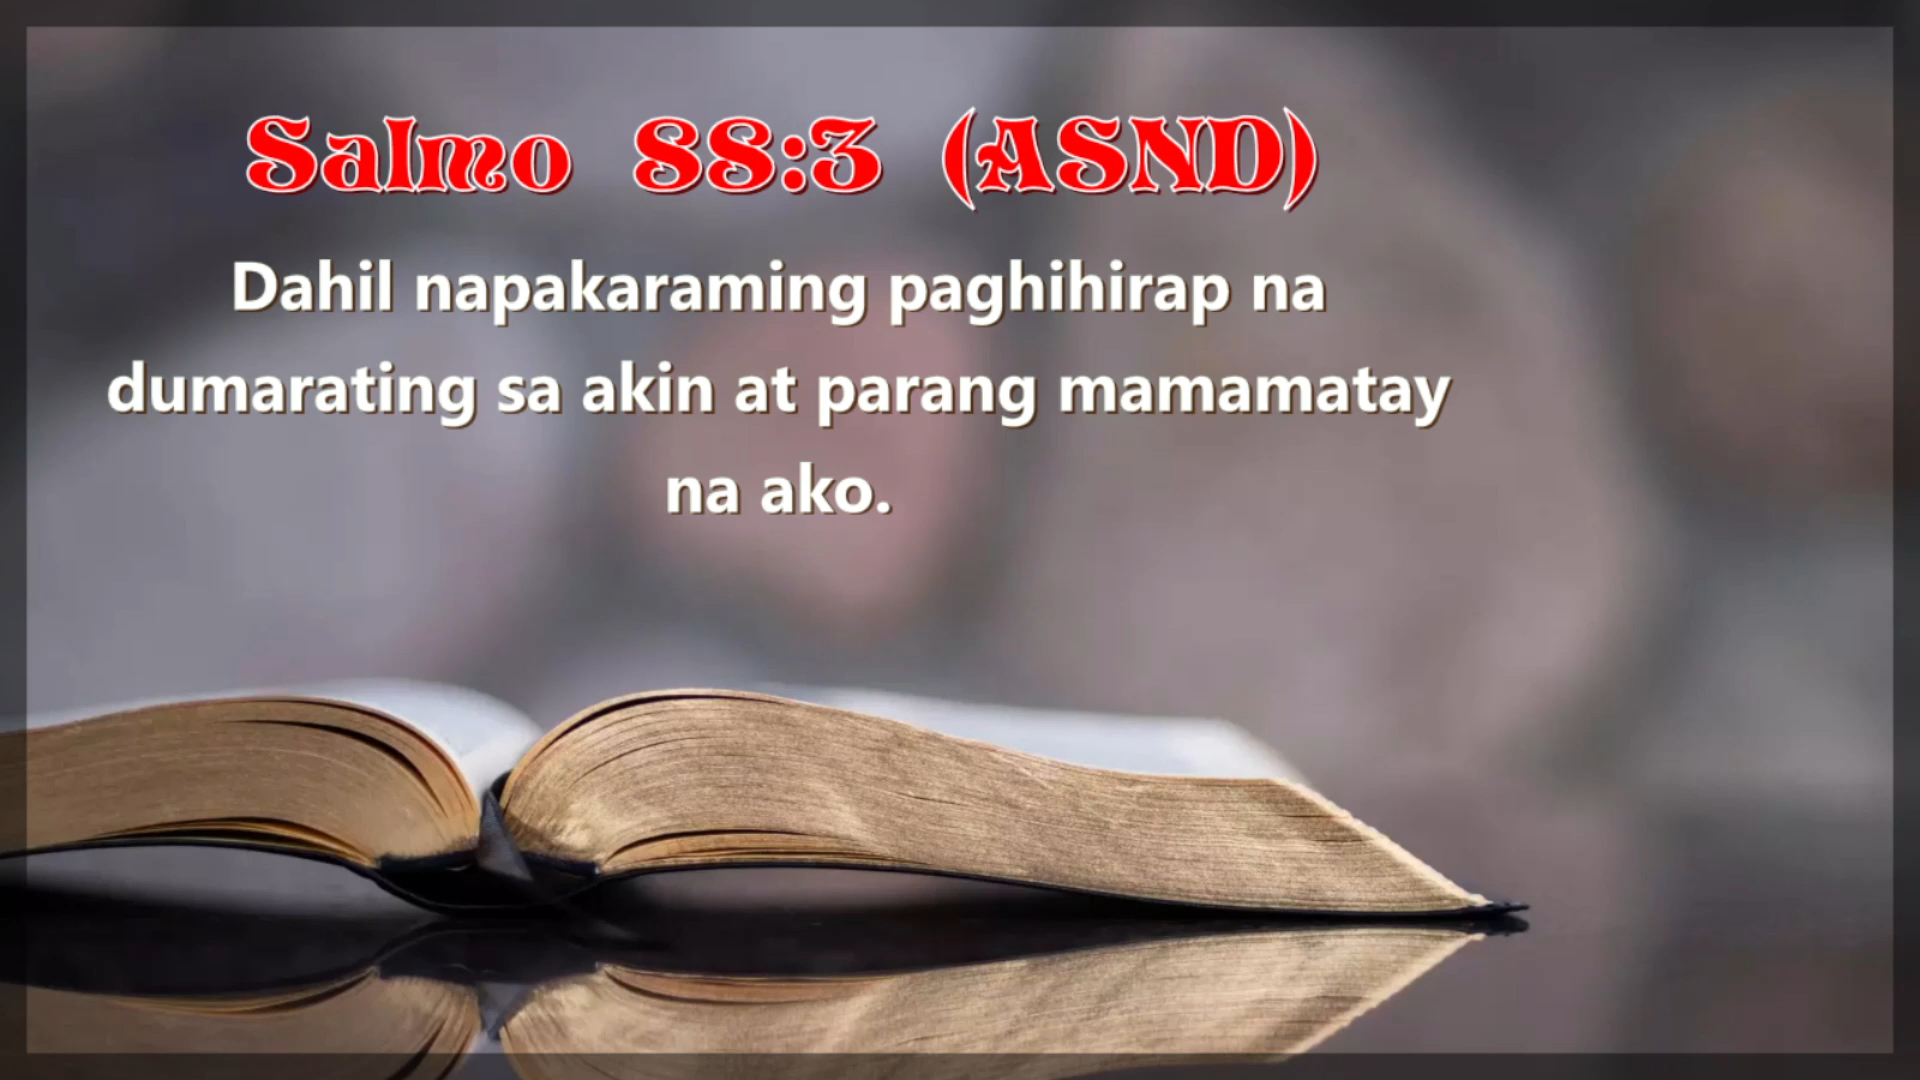 Salmo 88:3 (ASND)
Dahil napakaraming paghihirap na
dumarating sa akin at parang mamamatay
na ako.